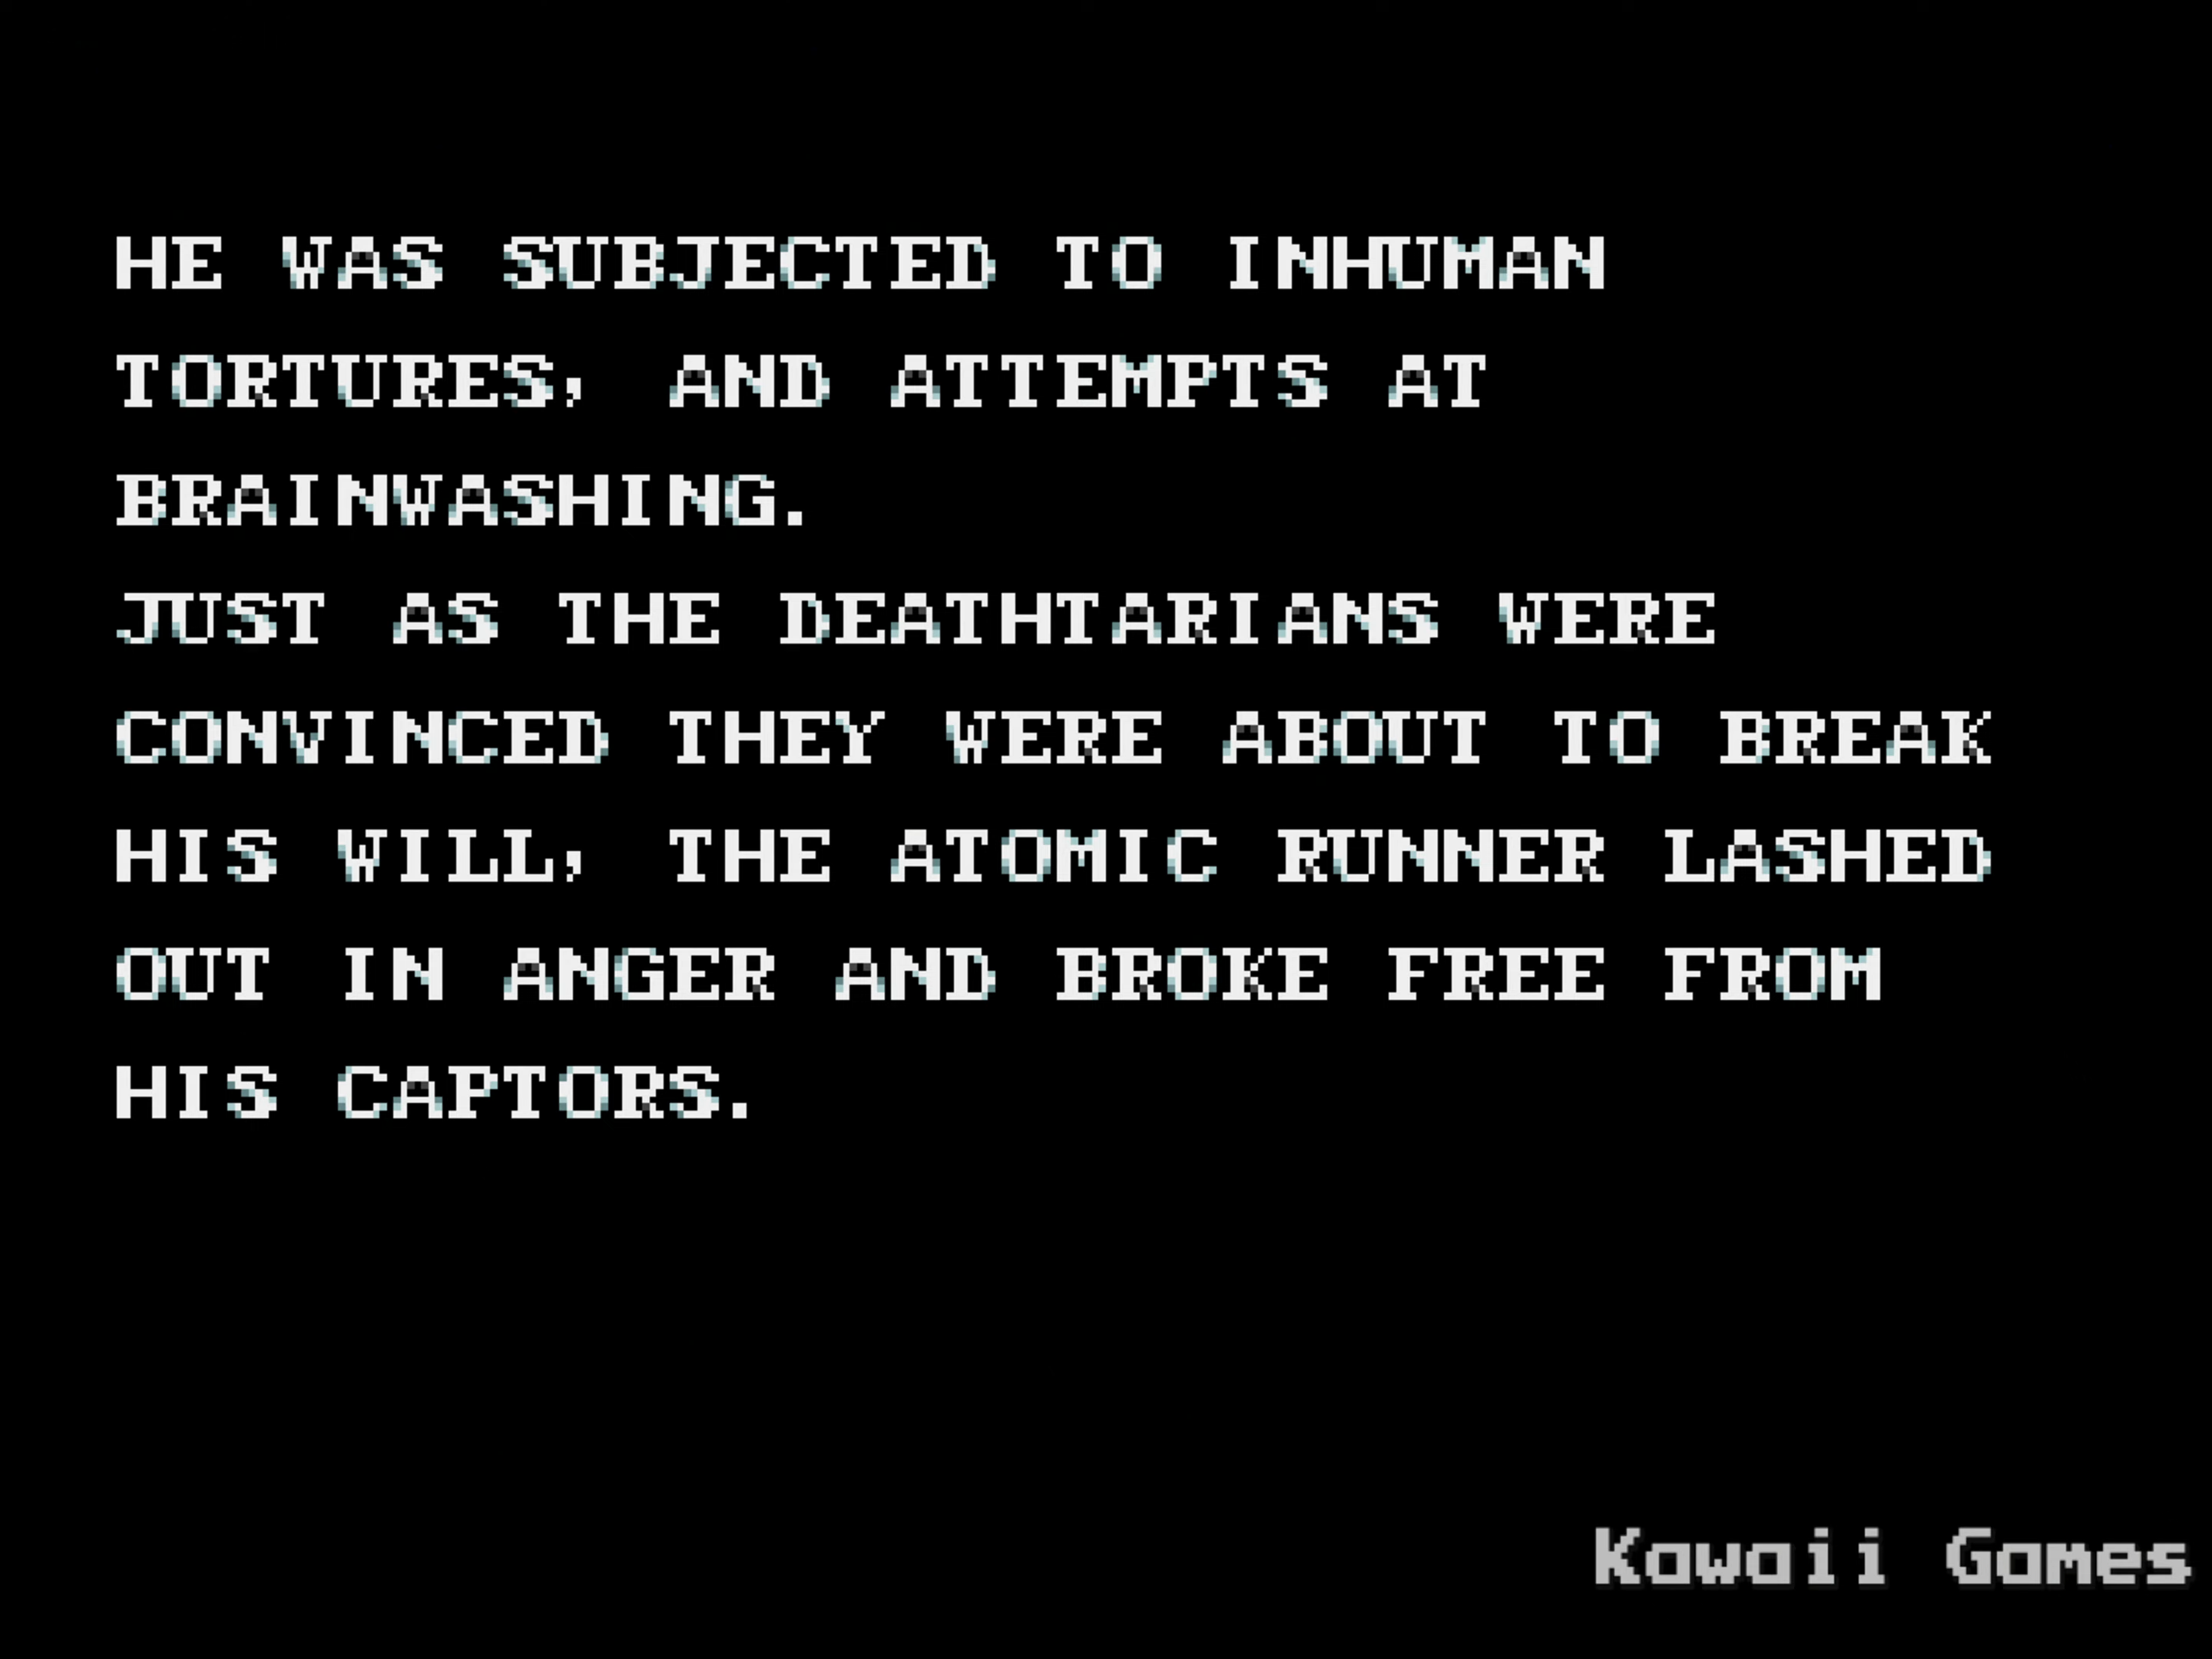 HE WAS SUBJECTED TO INHUMAN
TORTURES, AND ATTEMPTS AT
BRAINWASHING.
JUST AS THE DEATHTARIANS WERE
CONVINCED THEY WERE ABOUT TO BREAK
HIS WILL, THE ATOMIC RUNNER LASHED
OUT IN ANGER AND BROKE FREE FROM
HIS CAPTORS.
Kawaii Games